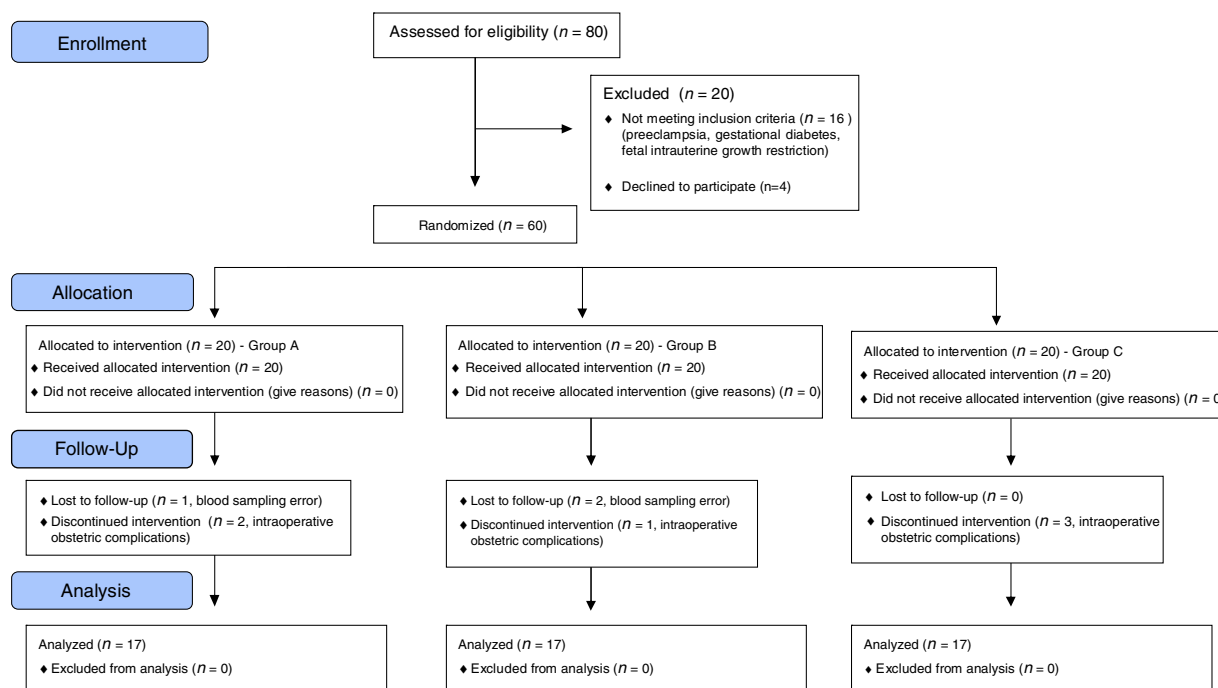 Enrollment
Assessed for eligibility (n = 80)
Excluded (n = 20)
♦ Not meeting inclusion criteria (n = 16 )
(preeclampsia, gestational diabetes,
fetal intrauterine growth restriction)
♦ Declined to participate (n=4)
Randomized (n = 60)
Allocation
Allocated to intervention (n = 20) - Group A
♦ Received allocated intervention (n = 20)
♦ Did not receive allocated intervention (give reasons) (n = 0)
Allocated to intervention (n = 20) - Group B
♦ Received allocated intervention (n = 20)
♦ Did not receive allocated intervention (give reasons) (n = 0)
Allocated to intervention (n = 20) - Group C
♦ Received allocated intervention (n = 20)
♦ Did not receive allocated intervention (give reasons) (n = 0
Follow-Up
♦ Lost to follow-up (n = 1, blood sampling error)
♦ Discontinued intervention (n = 2, intraoperative
obstetric complications)
♦ Lost to follow-up (n = 2, blood sampling error)
♦ Discontinued intervention (n = 1, intraoperative
obstetric complications)
♦ Lost to follow-up (n = 0)
♦ Discontinued intervention (n = 3, intraoperative
obstetric complications)
Analysis
Analyzed (n = 17)
♦ Excluded from analysis (n = 0)
Analyzed (n = 17)
♦ Excluded from analysis (n = 0)
Analyzed (n = 17)
♦ Excluded from analysis (n = 0)